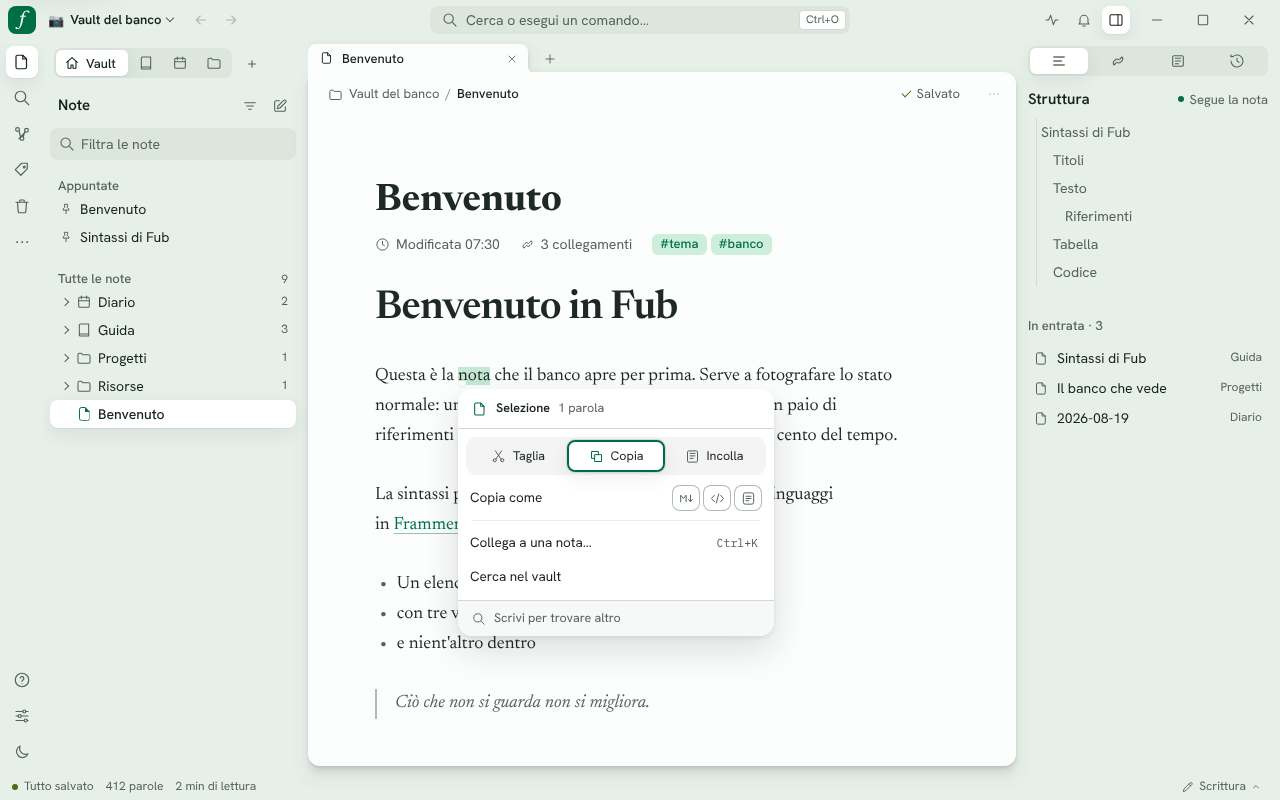 f
Vault del banco
Cerca o esegui un comando...
Ctrl+O
Vault
Note
Filtra le note
Appuntate
Benvenuto
Sintassi di Fub
Tutte le note 9
Diario 2
Guida 3
Progetti 1
Risorse 1
Benvenuto
Benvenuto
Vault del banco / Benvenuto
Salvato
Benvenuto
Modificata 07:30
3 collegamenti
#tema
#banco
Benvenuto in Fub
Questa è la nota che il banco apre per prima. Serve a fotografare lo stato
normale: un paio di
riferimenti cento del tempo.
La sintassi
in
Un
con tre
e nient'altro dentro
Ciò che non si guarda non si migliora.
Selezione 1 parola
Taglia
Copia
Incolla
Copia come
M↓
</>
Collega a una nota... Ctrl+K
Cerca nel vault
Scrivi per trovare altro
Struttura
Segue la nota
Sintassi di Fub
Titoli
Testo
Riferimenti
Tabella
Codice
In entrata · 3
Sintassi di Fub Guida
Il banco che vede Progetti
2026-08-19 Diario
Tutto salvato
412 parole
2 min di lettura
Scrittura